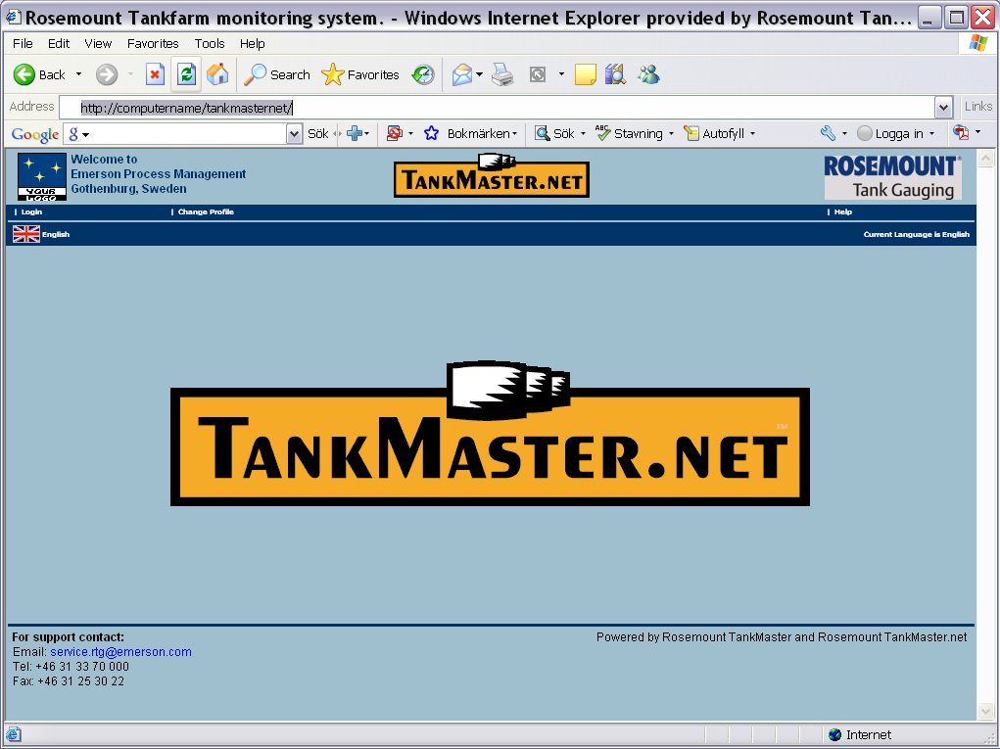 Rosemount Tankfarm monitoring system. - Windows Internet Explorer provided by Rosemount Tan...
File Edit View Favorites Tools Help
Back Search Favorites
Address http://computername/tankmasternet/ Links
Google g Sök Bokmärken Sök ABC Stavning Autofyll Logga in
YOUR LOGO
Welcome to
Emerson Process Management
Gothenburg, Sweden
TANKMASTER.NET
ROSEMOUNT
Tank Gauging
| Login | Change Profile | Help
English Current Language is English
TANKMASTER.NET™
For support contact:
Email: service.rtg@emerson.com
Tel: +46 31 33 70 000
Fax: +46 31 25 30 22
Powered by Rosemount TankMaster and Rosemount TankMaster.net
Internet